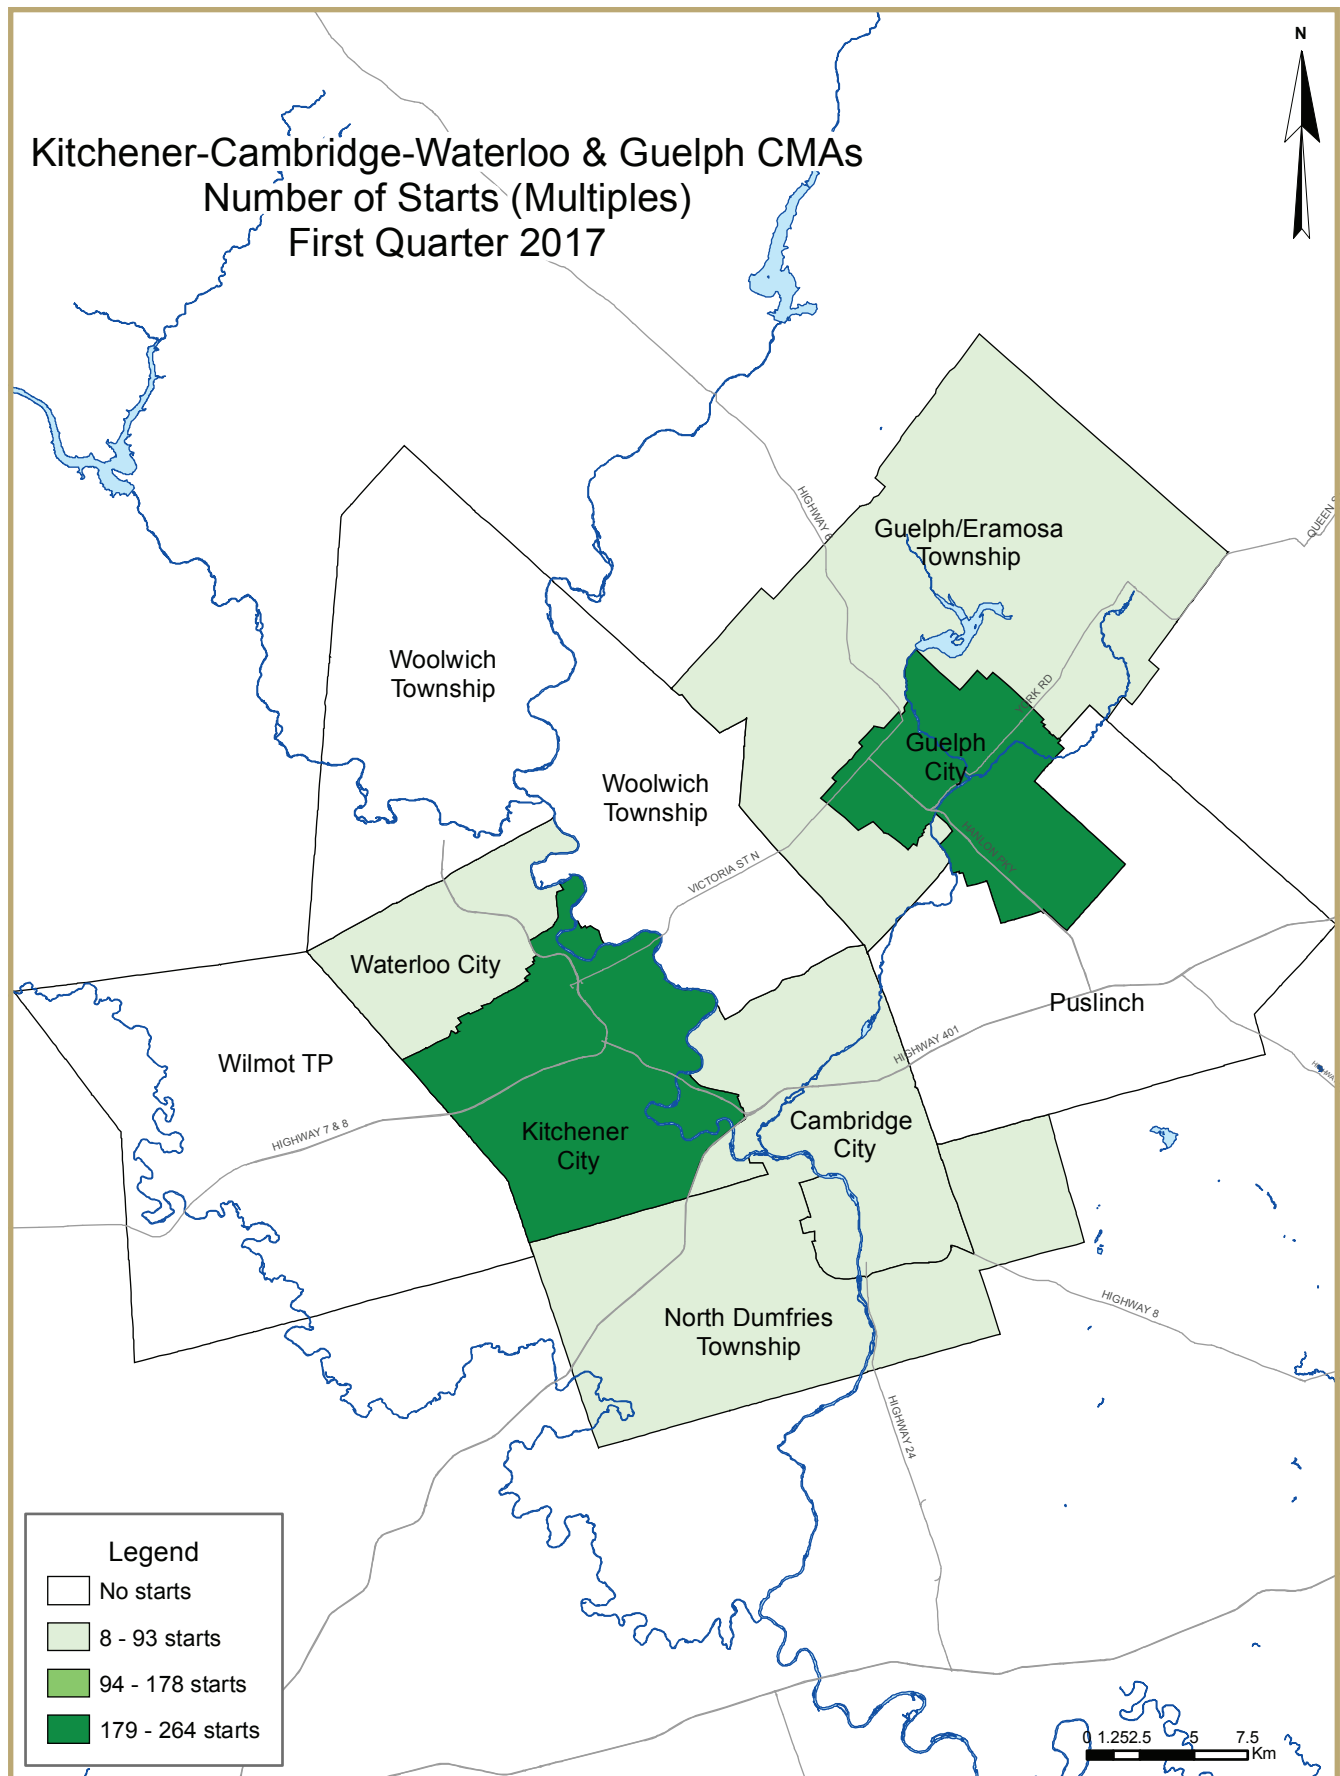 N
Kitchener-Cambridge-Waterloo & Guelph CMAs
Number of Starts (Multiples)
First Quarter 2017
HIGHWAY 6
QUEEN
Guelph/Eramosa
Township
Woolwich
Township
YORK RD
Guelph
City
Woolwich
Township
HANLON PKY
VICTORIA ST N
Waterloo City
Puslinch
Wilmot TP
HIGHWAY 401
Kitchener
City
Cambridge
City
HIGHWAY 7 & 8
HIGHWAY 8
North Dumfries
Township
HIGHWAY 24
Legend
No starts
8 - 93 starts
94 - 178 starts
179 - 264 starts
0 1.25 2.5 5 7.5
Km